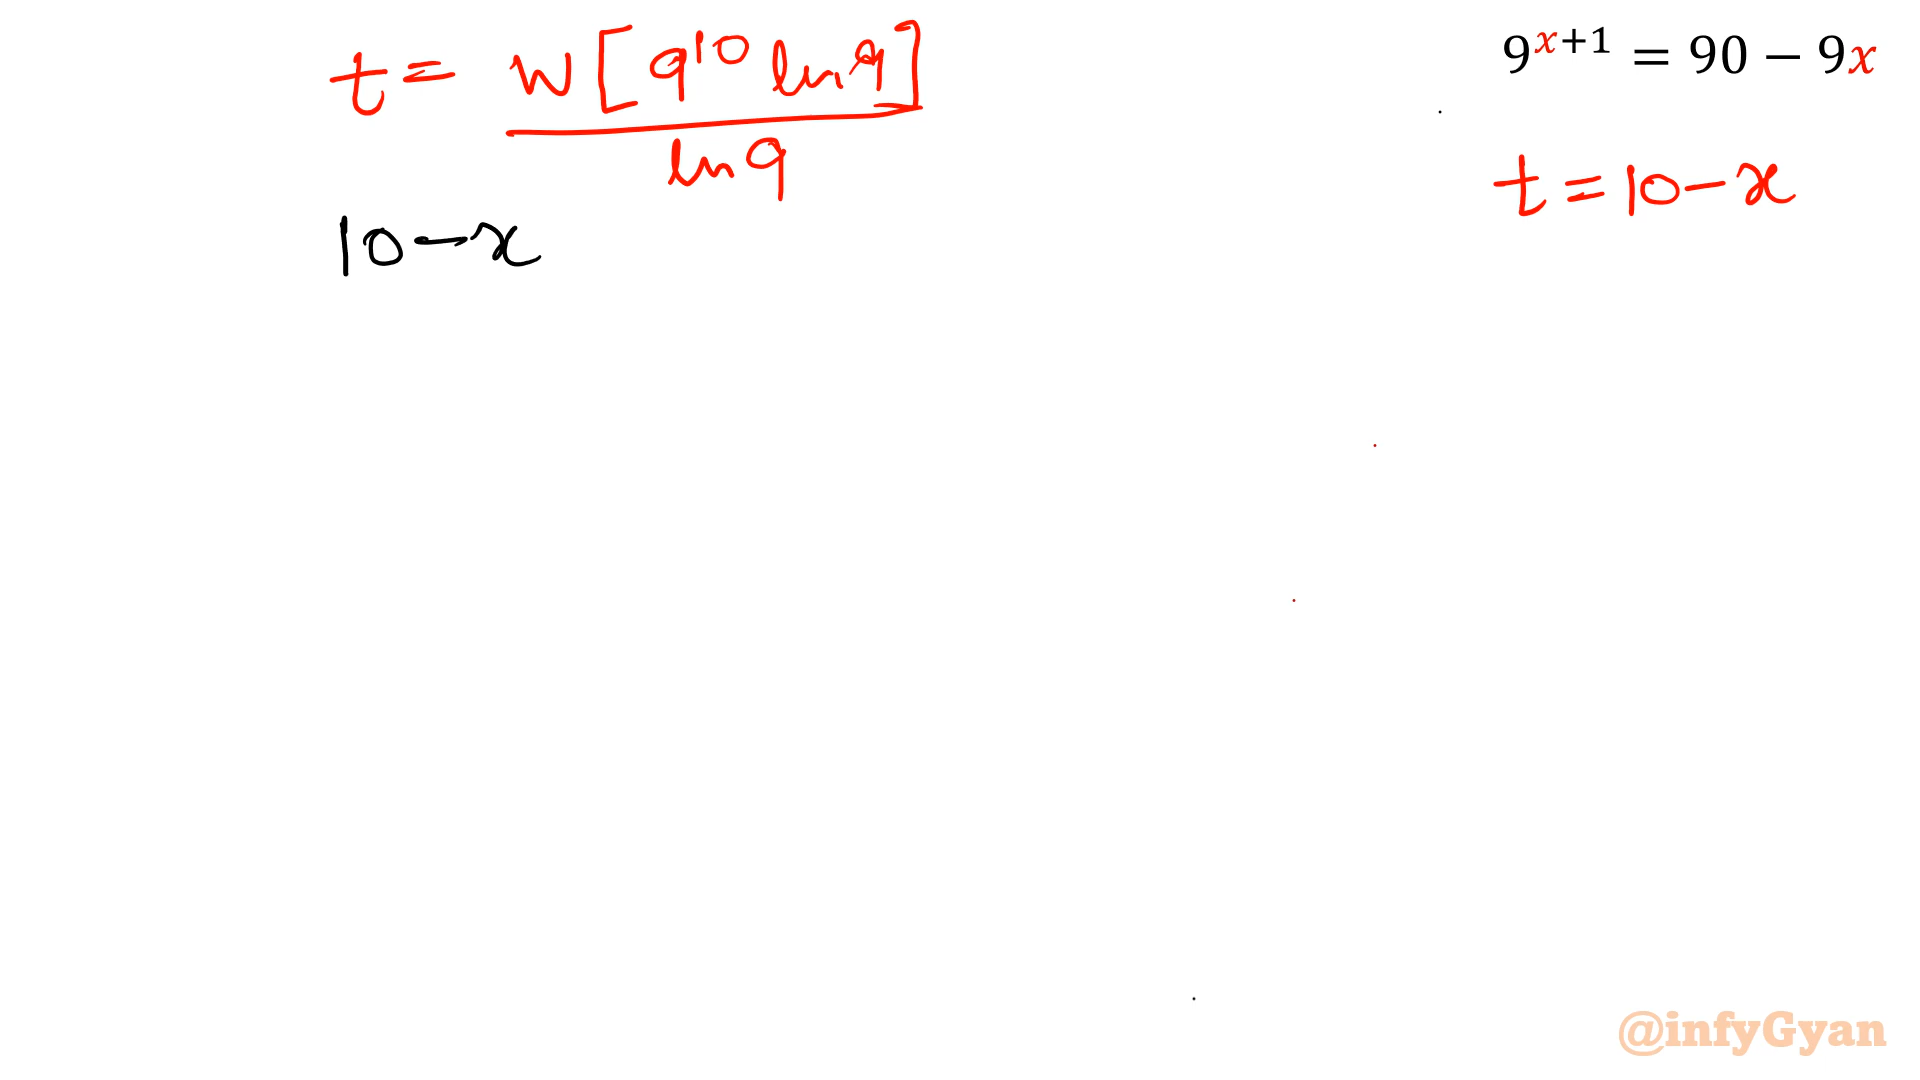 t = W[9^10 ln 9] / ln 9
10 - x
9^{x+1} = 90 − 9x
t = 10 - x
@infyGyan